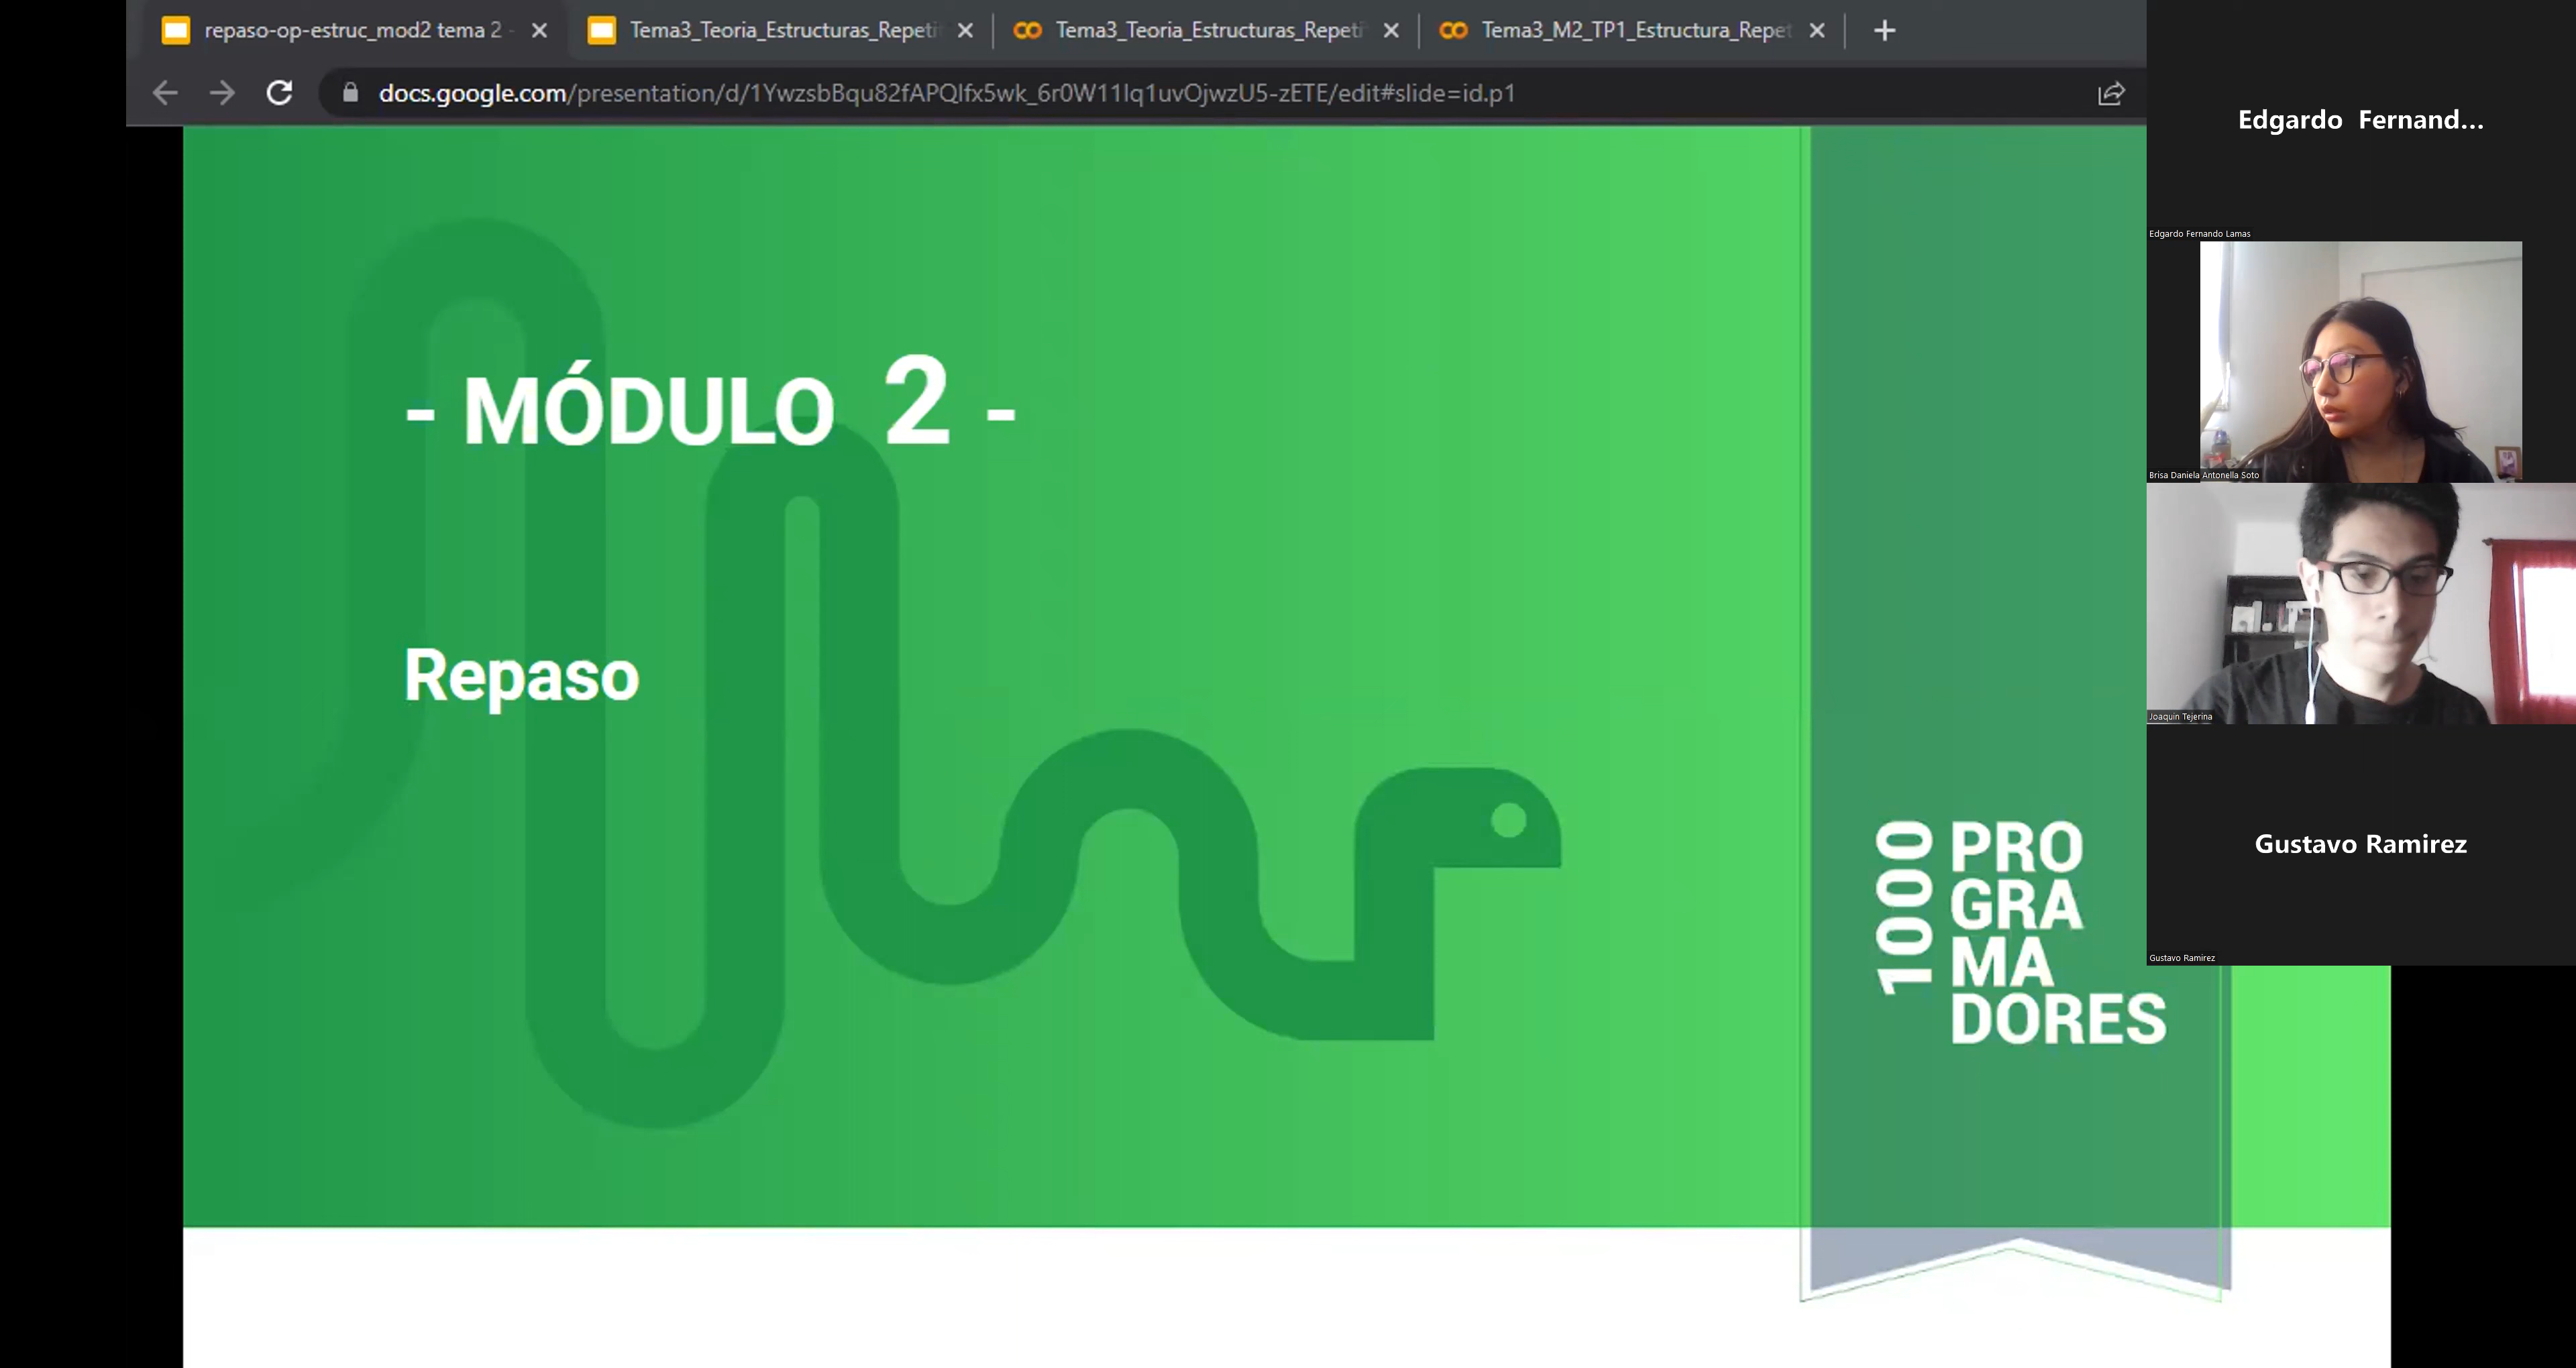 repaso-op-estruc_mod2 tema 2 -
Tema3_Teoria_Estructuras_Repeti
Tema3_Teoria_Estructuras_Repeti
Tema3_M2_TP1_Estructura_Repet
docs.google.com/presentation/d/1YwzsbBqu82fAPQlfx5wk_6r0W11lq1uvOjwzU5-zETE/edit#slide=id.p1
- MÓDULO 2 -
Repaso
1000
PRO
GRA
MA
DORES
Edgardo Fernand...
Edgardo Fernando Lamas
Brisa Daniela Antonella Soto
Joaquin Tejerina
Gustavo Ramirez
Gustavo Ramirez